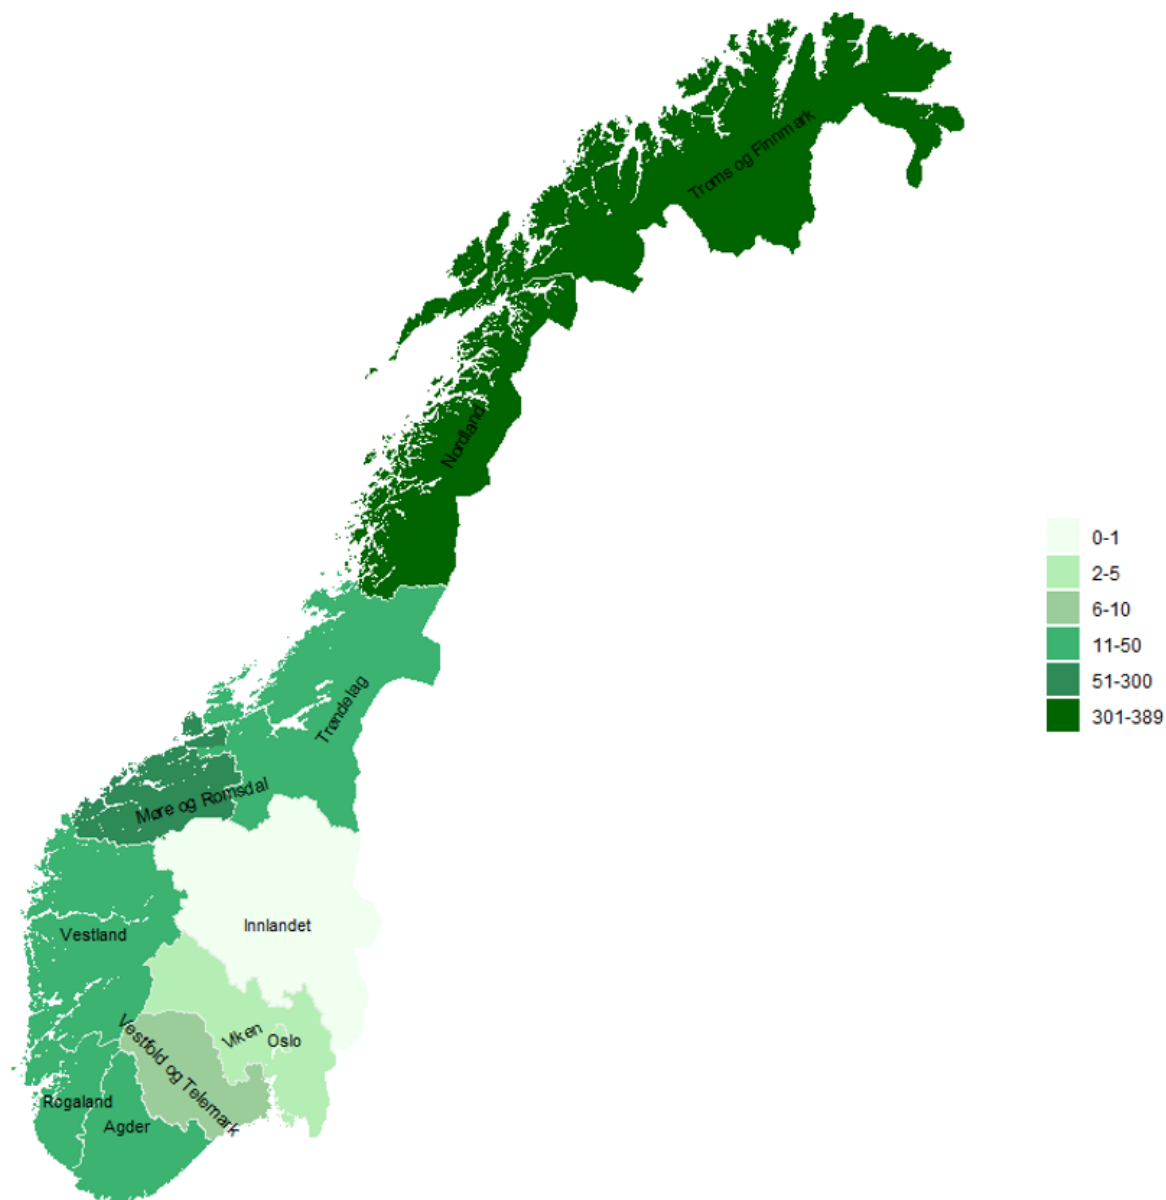 Troms og Finnmark
Nordland
0-1
2-5
6-10
11-50
51-300
301-389
Trøndelag
Møre og Romsdal
Innlandet
Vestland
Vestfold og Telemark
Viken
Oslo
Rogaland
Agder